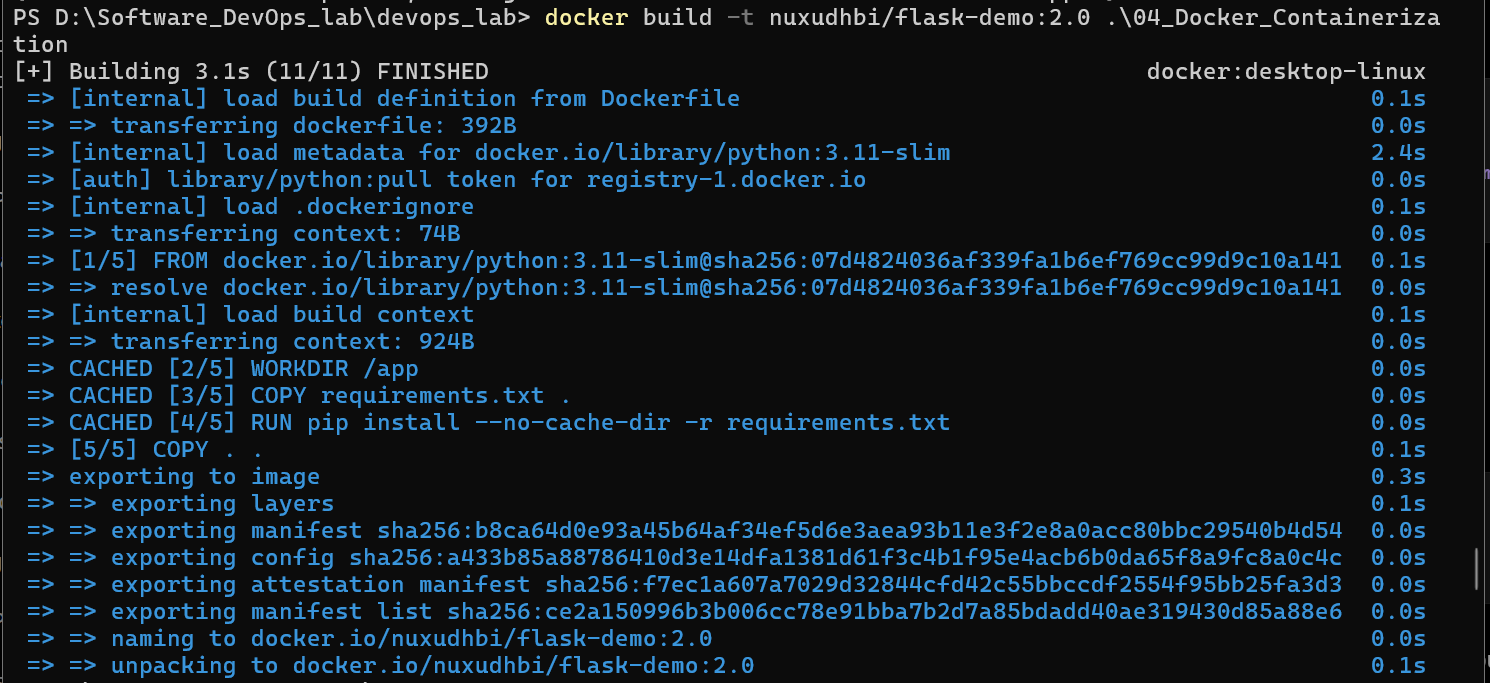 PS D:\Software_DevOps_lab\devops_lab> docker build -t nuxudhbi/flask-demo:2.0 .\04_Docker_Containeriza
tion
[+] Building 3.1s (11/11) FINISHED docker:desktop-linux
=> [internal] load build definition from Dockerfile 0.1s
=> => transferring dockerfile: 392B 0.0s
=> [internal] load metadata for docker.io/library/python:3.11-slim 2.4s
=> [auth] library/python:pull token for registry-1.docker.io 0.0s
=> [internal] load .dockerignore 0.1s
=> => transferring context: 74B 0.0s
=> [1/5] FROM docker.io/library/python:3.11-slim@sha256:07d4824036af339fa1b6ef769cc99d9c10a141 0.1s
=> => resolve docker.io/library/python:3.11-slim@sha256:07d4824036af339fa1b6ef769cc99d9c10a141 0.0s
=> [internal] load build context 0.1s
=> => transferring context: 924B 0.0s
=> CACHED [2/5] WORKDIR /app 0.0s
=> CACHED [3/5] COPY requirements.txt . 0.0s
=> CACHED [4/5] RUN pip install --no-cache-dir -r requirements.txt 0.0s
=> [5/5] COPY . . 0.1s
=> exporting to image 0.3s
=> => exporting layers 0.1s
=> => exporting manifest sha256:b8ca64d0e93a45b64af34ef5d6e3aea93b11e3f2e8a0acc80bbc29540b4d54 0.0s
=> => exporting config sha256:a433b85a88786410d3e14dfa1381d61f3c4b1f95e4acb6b0da65f8a9fc8a0c4c 0.0s
=> => exporting attestation manifest sha256:f7ec1a607a7029d32844cfd42c55bbccdf2554f95bb25fa3d3 0.0s
=> => exporting manifest list sha256:ce2a150996b3b006cc78e91bba7b2d7a85bdadd40ae319430d85a88e6 0.0s
=> => naming to docker.io/nuxudhbi/flask-demo:2.0 0.0s
=> => unpacking to docker.io/nuxudhbi/flask-demo:2.0 0.1s